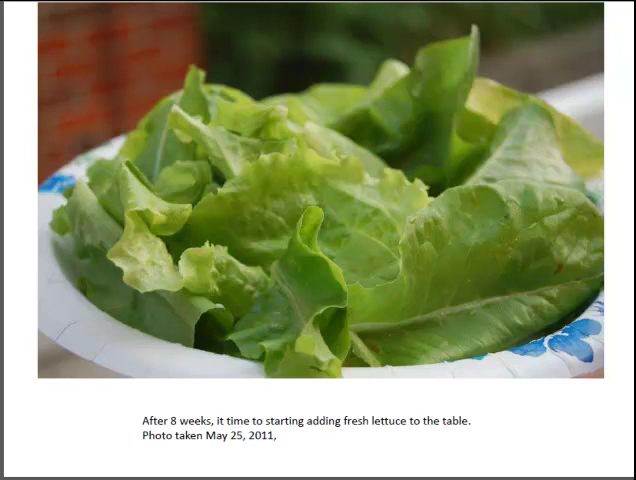 After 8 weeks, it time to starting adding fresh lettuce to the table.
Photo taken May 25, 2011,